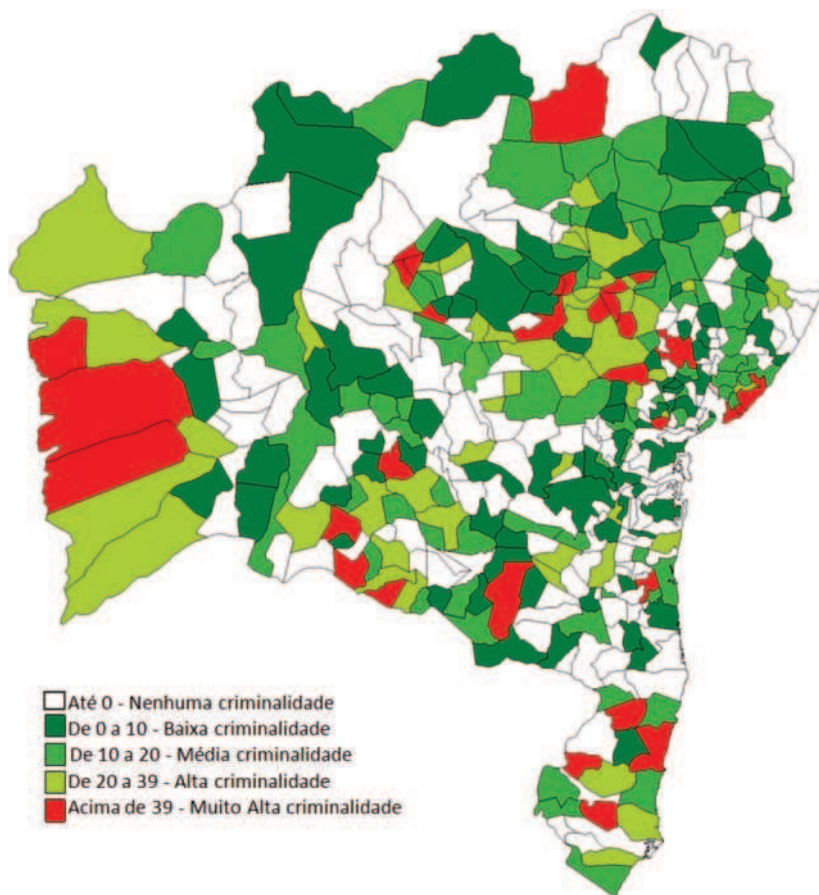 Até 0 - Nenhuma criminalidade
De 0 a 10 - Baixa criminalidade
De 10 a 20 - Média criminalidade
De 20 a 39 - Alta criminalidade
Acima de 39 - Muito Alta criminalidade